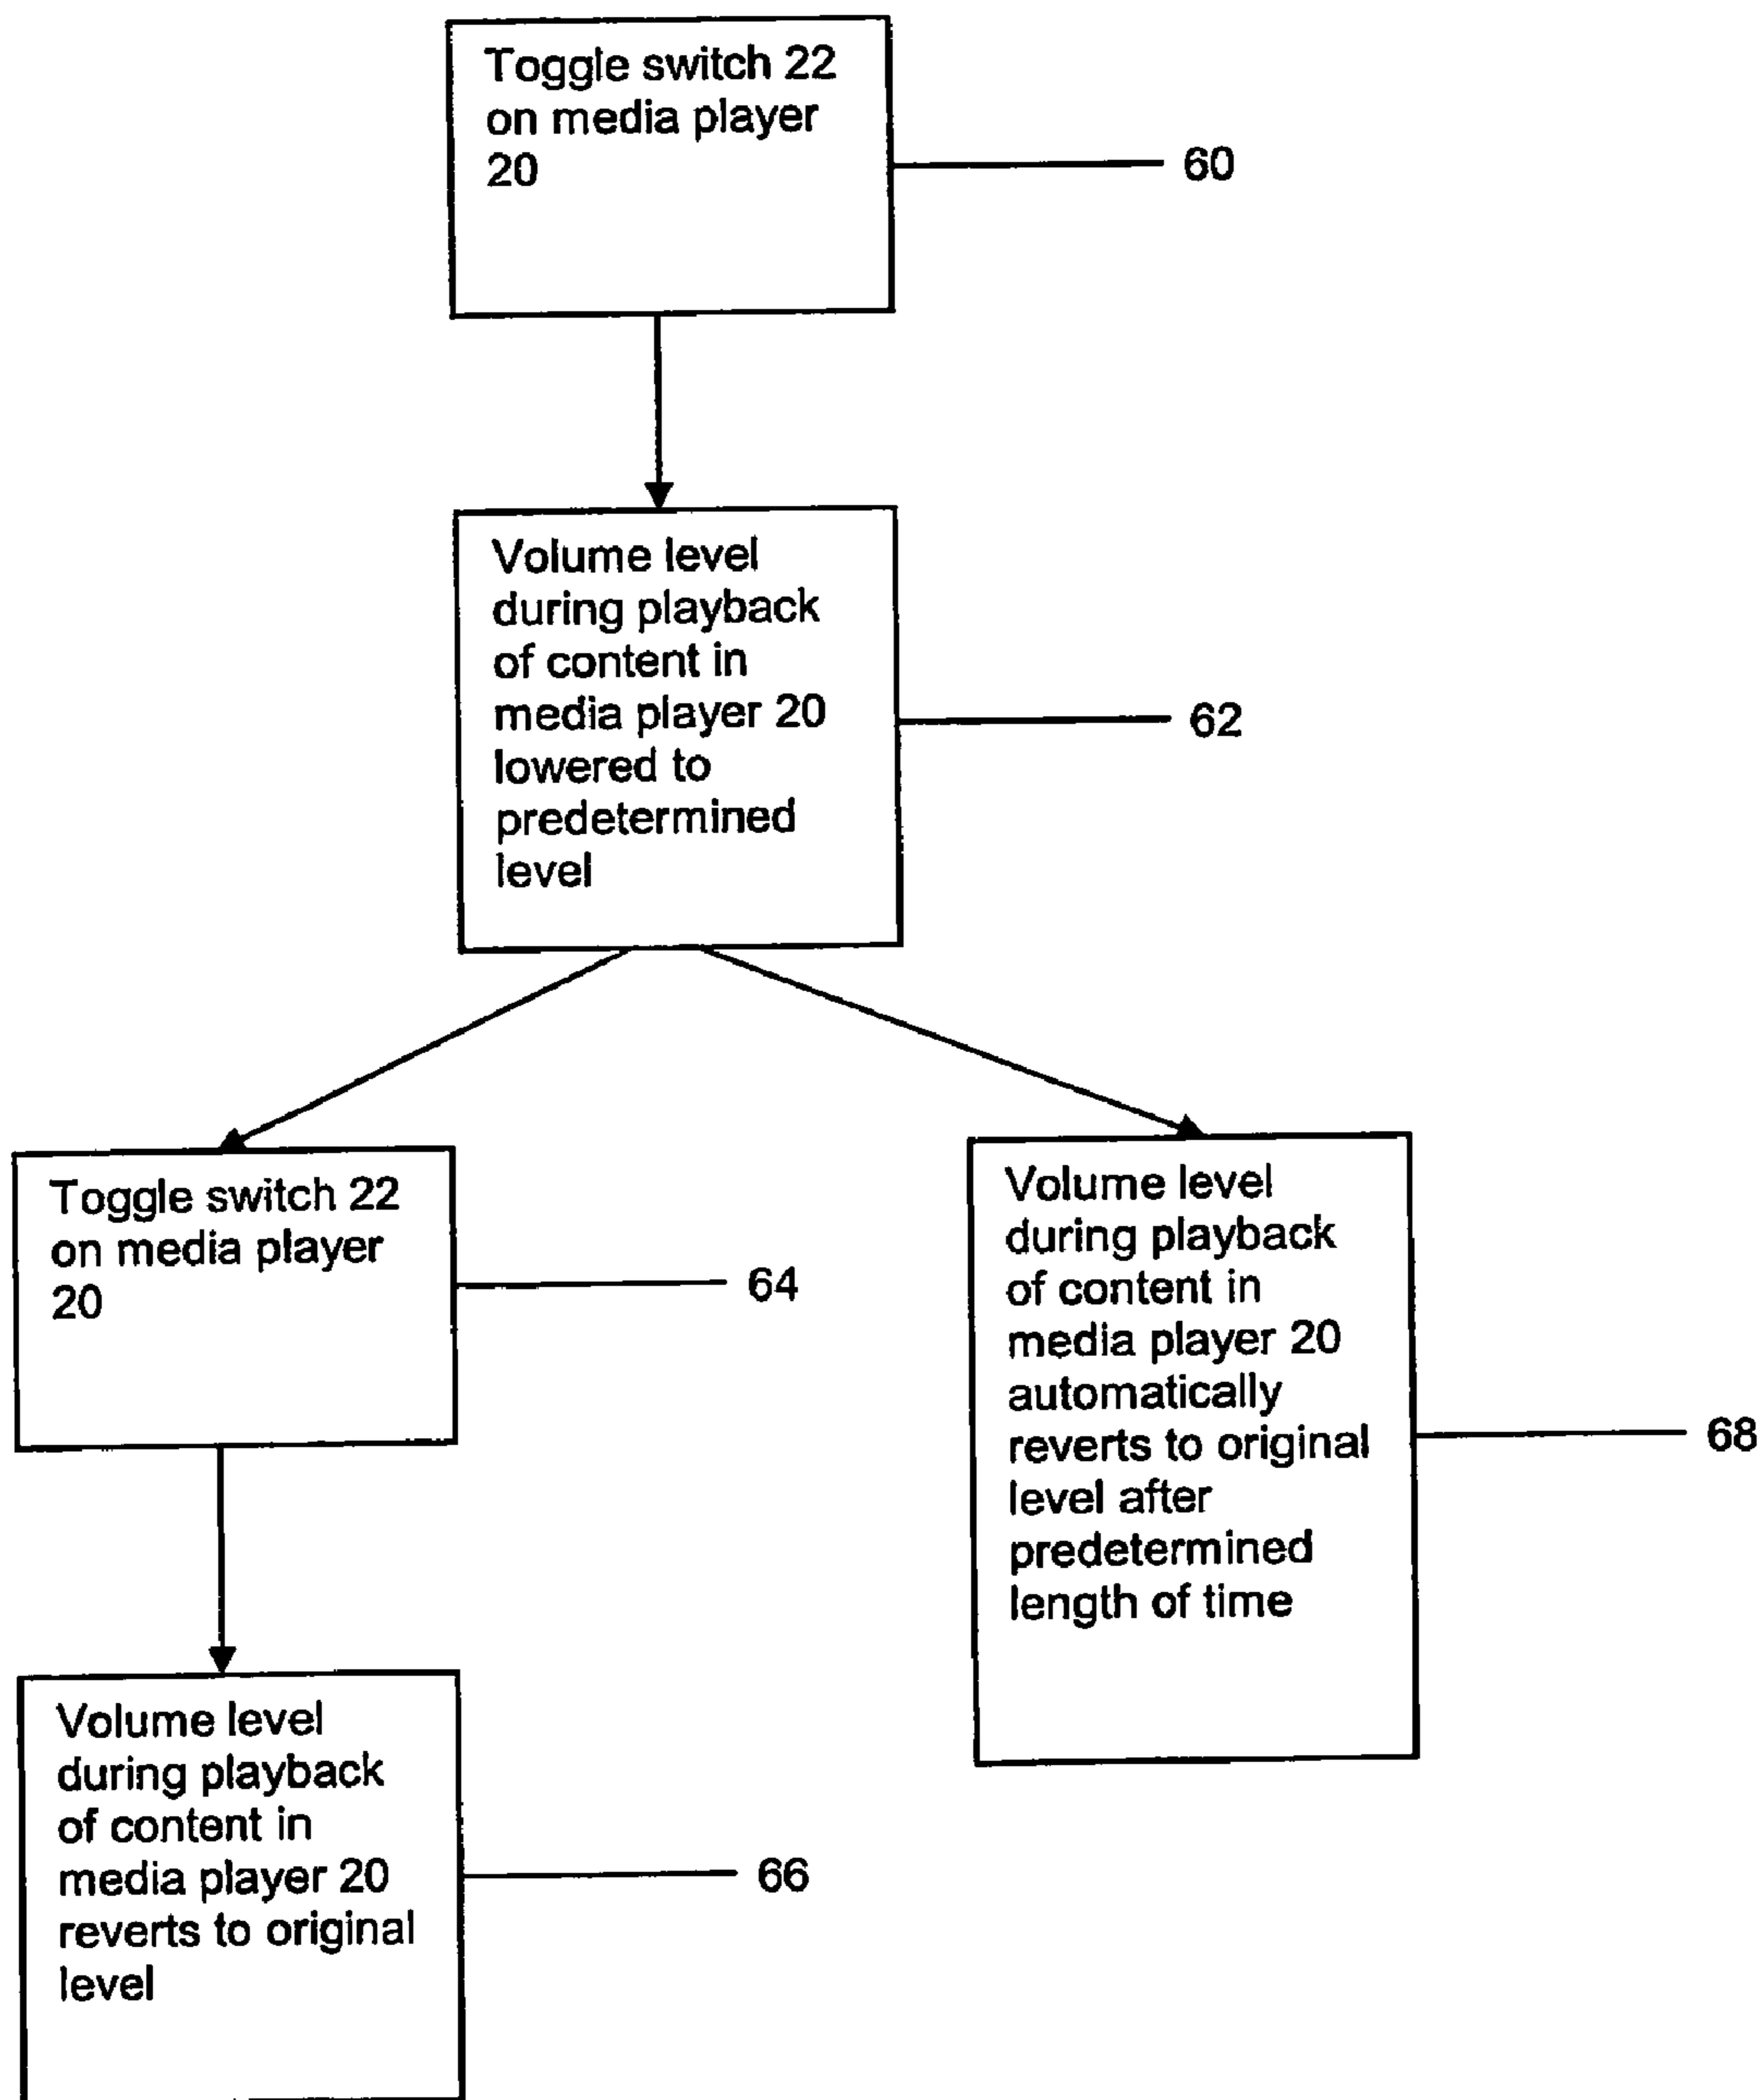 Toggle switch 22
on media player
20
60
Volume level
during playback
of content in
media player 20
lowered to
predetermined
level
62
Toggle switch 22
on media player
20
64
Volume level
during playback
of content in
media player 20
reverts to original
level
66
Volume level
during playback
of content in
media player 20
automatically
reverts to original
level after
predetermined
length of time
68